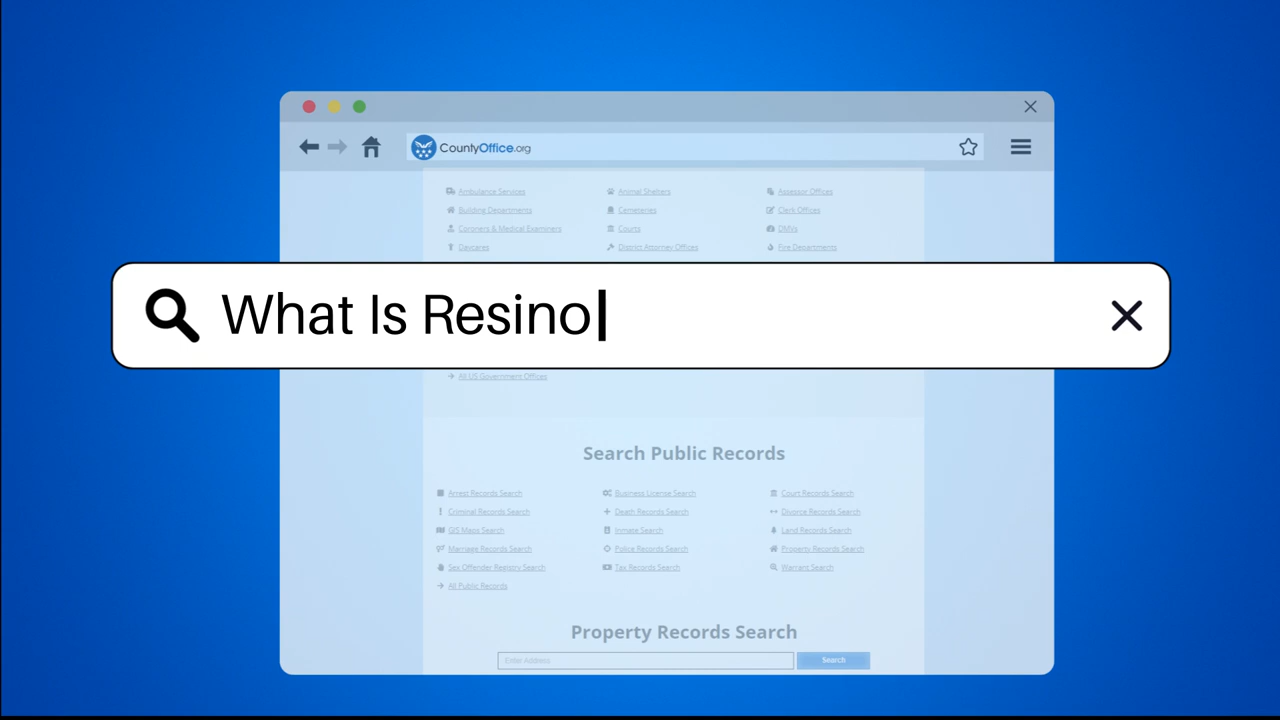 CountyOffice.org
Ambulance Services
Animal Shelters
Assessor Offices
Building Departments
Cemeteries
Clerk Offices
Coroners & Medical Examiners
Courts
DMVs
Daycares
District Attorney Offices
Fire Departments
What Is Resino
All US Government Offices
Search Public Records
Arrest Records Search
Business License Search
Court Records Search
Criminal Records Search
Death Records Search
Divorce Records Search
GIS Maps Search
Inmate Search
Land Records Search
Marriage Records Search
Police Records Search
Property Records Search
Sex Offender Registry Search
Tax Records Search
Warrant Search
All Public Records
Property Records Search
Enter Address
Search